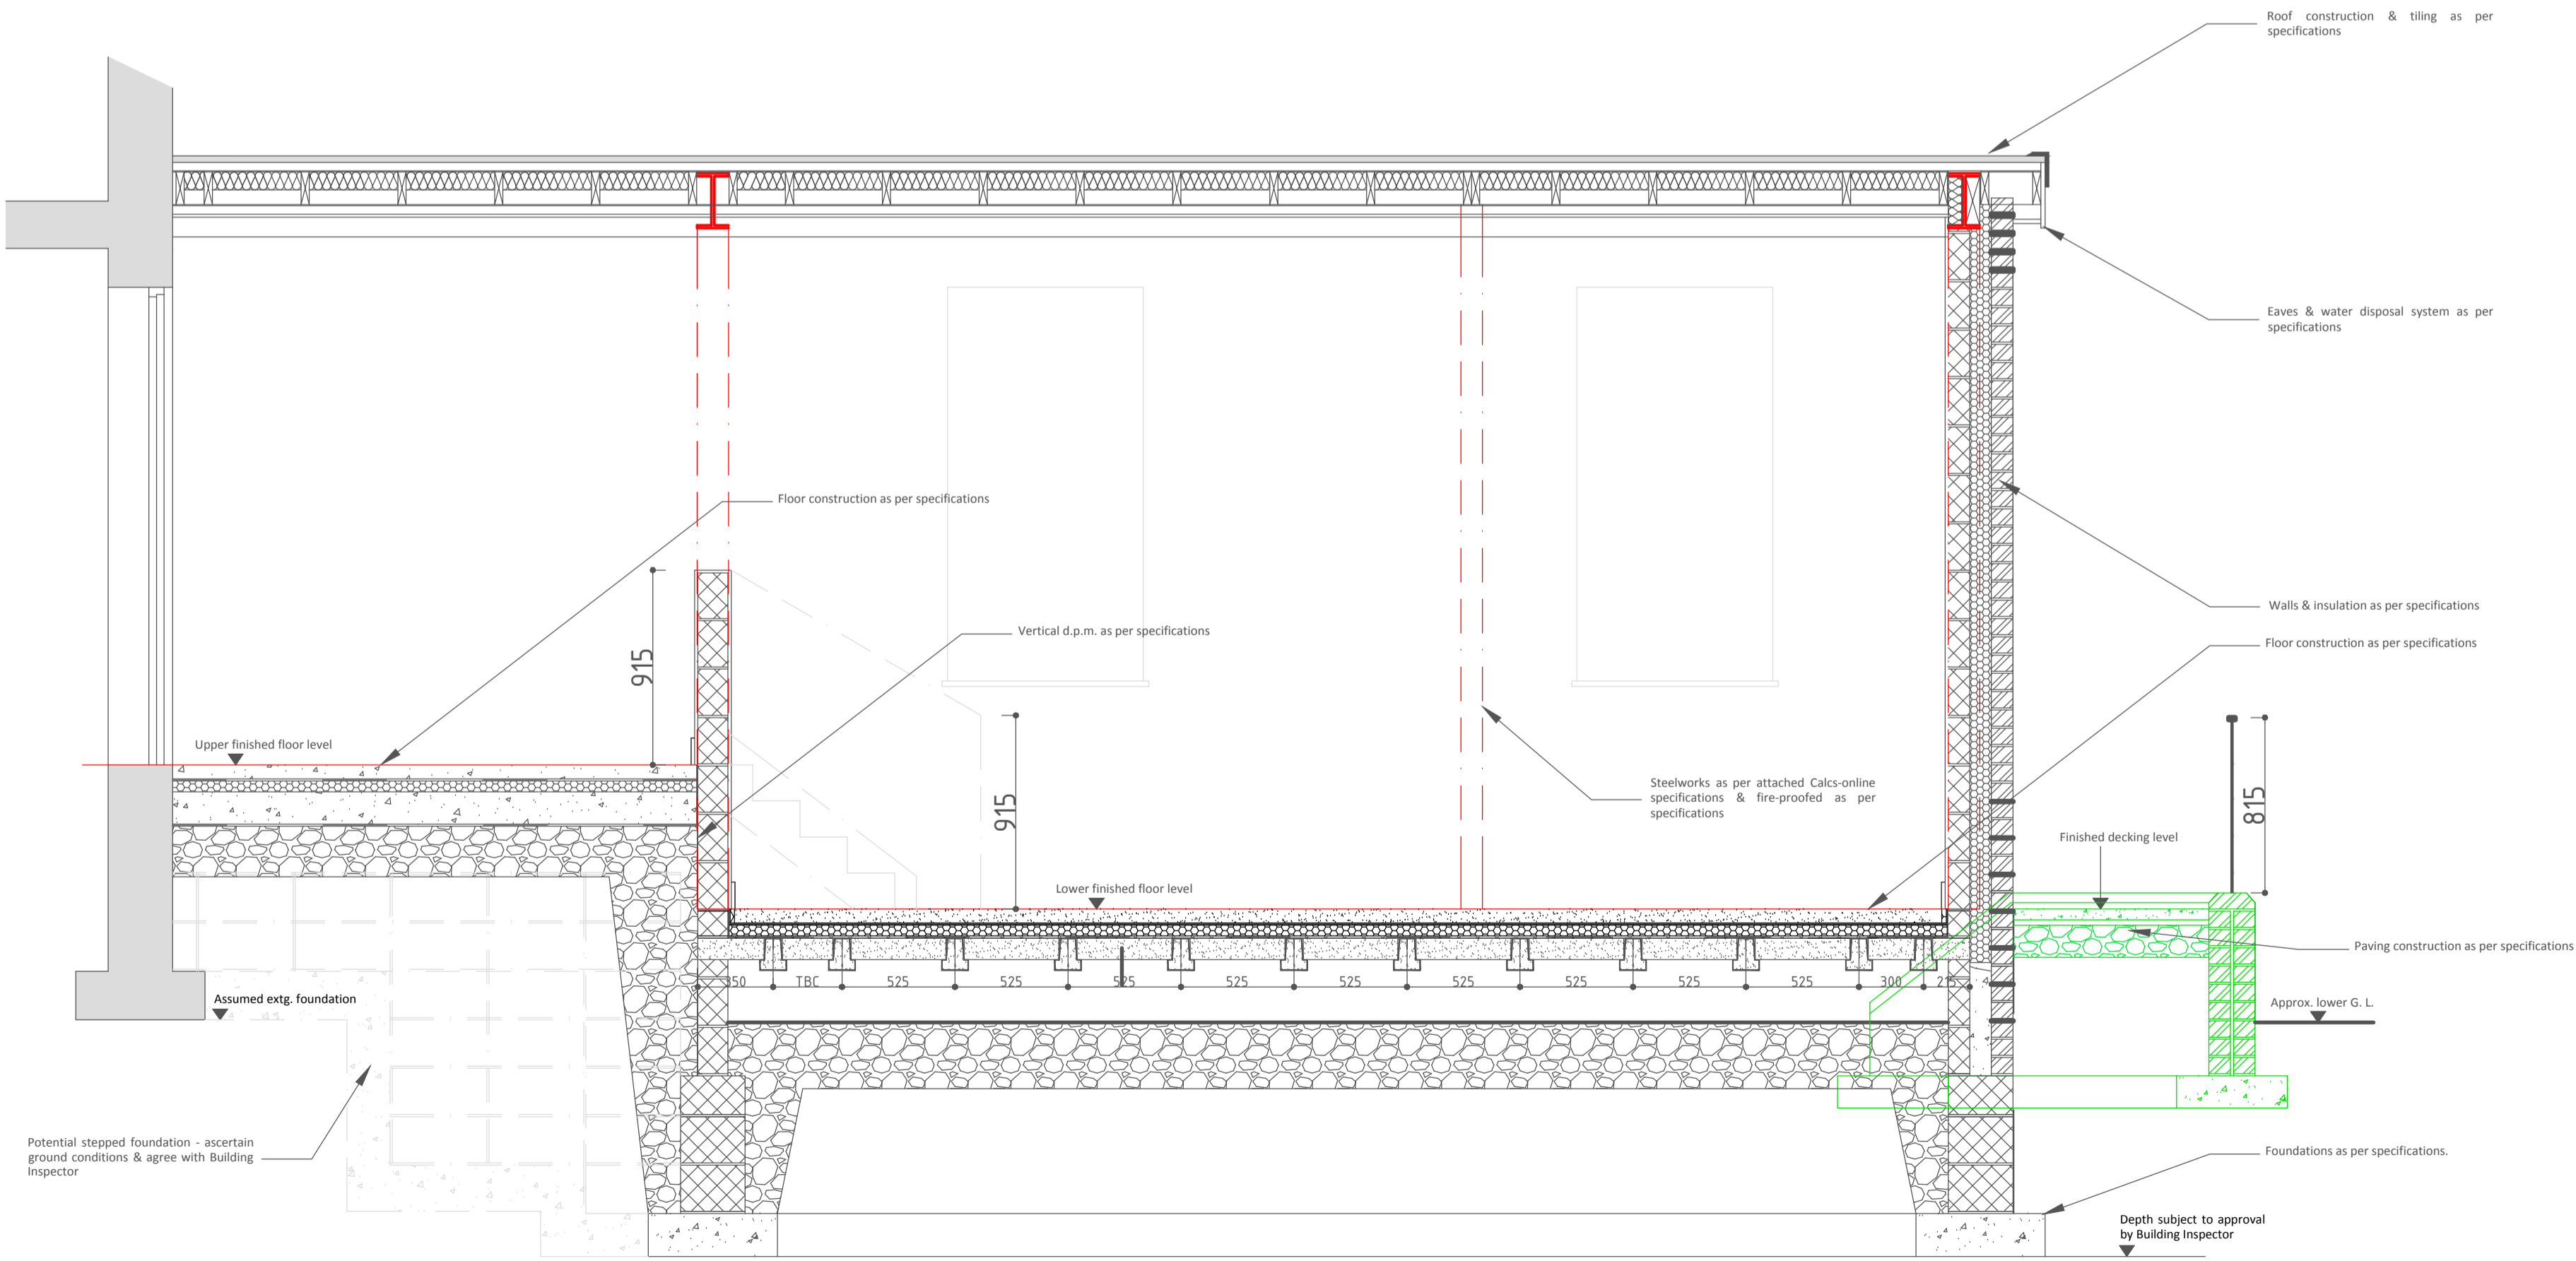 Roof construction & tiling as per
specifications
Eaves & water disposal system as per
specifications
Floor construction as per specifications
Walls & insulation as per specifications
Vertical d.p.m. as per specifications
Floor construction as per specifications
915
Upper finished floor level
915
Steelworks as per attached Calcs-online
specifications & fire-proofed as per
specifications
815
Finished decking level
Lower finished floor level
Paving construction as per specifications
350 TBC 525 525 525 525 525 525 525 525 525 300 225
Assumed extg. foundation
Approx. lower G. L.
Potential stepped foundation - ascertain
ground conditions & agree with Building
Inspector
Foundations as per specifications.
Depth subject to approval
by Building Inspector